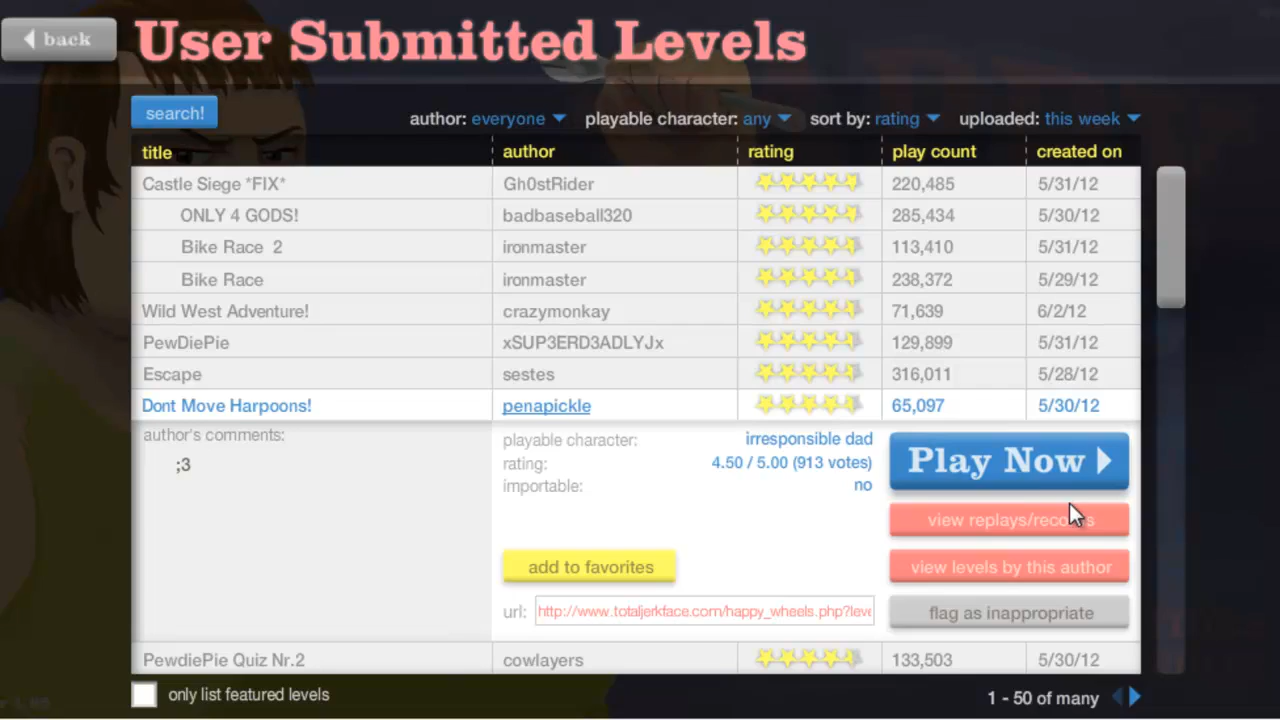 back
User Submitted Levels
search!
author: everyone playable character: any sort by: rating uploaded: this week
title author rating play count created on
Castle Siege *FIX* Gh0stRider 220,485 5/31/12
ONLY 4 GODS! badbaseball320 285,434 5/30/12
Bike Race 2 ironmaster 113,410 5/31/12
Bike Race ironmaster 238,372 5/29/12
Wild West Adventure! crazymonkay 71,639 6/2/12
PewDiePie xSUP3ERD3ADLYJx 129,899 5/31/12
Escape sestes 316,011 5/28/12
Dont Move Harpoons! penapickle 65,097 5/30/12
author's comments:
;3
playable character: irresponsible dad
rating: 4.50 / 5.00 (913 votes)
importable: no
Play Now
view replays/records
add to favorites
view levels by this author
url: http://www.totaljerkface.com/happy_wheels.php?leve
flag as inappropriate
PewdiePie Quiz Nr.2 cowlayers 133,503 5/30/12
only list featured levels
1 - 50 of many